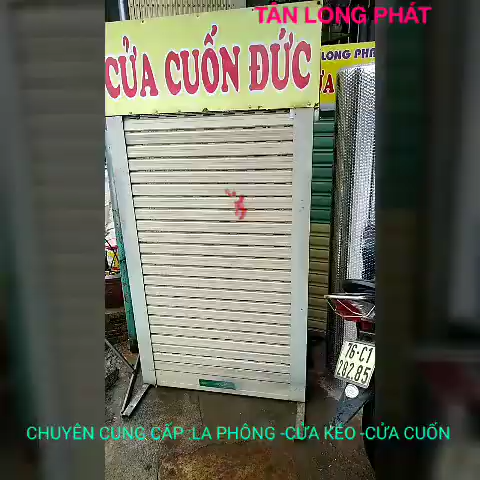 TÂN LONG PHÁT
CỬA CUỐN ĐỨC
LONG PH
76-C1
282.85
CHUYÊN CUNG CẤP :LA PHÔNG -CỬA KÉO -CỬA CUỐN